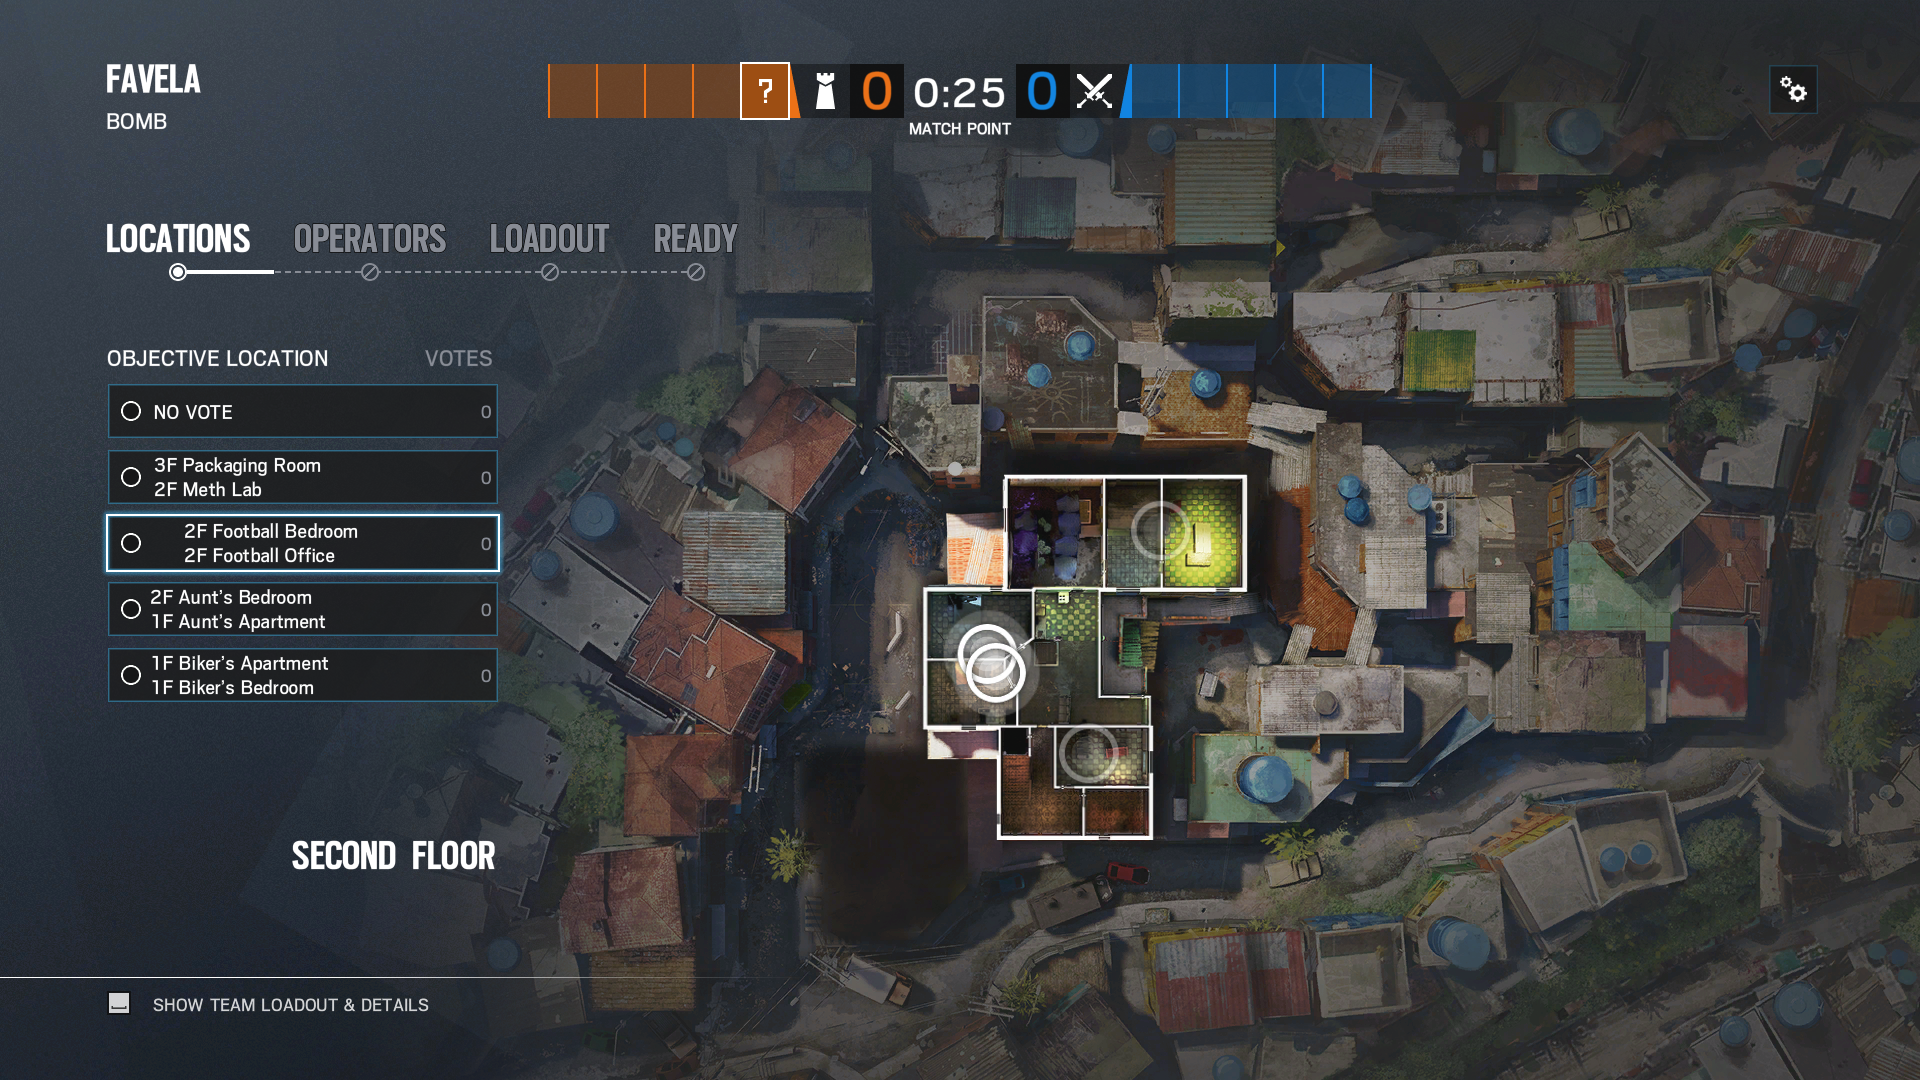 FAVELA
BOMB
?
0
0:25
0
MATCH POINT
LOCATIONS
OPERATORS
LOADOUT
READY
OBJECTIVE LOCATION
VOTES
NO VOTE
0
3F Packaging Room
2F Meth Lab
0
2F Football Bedroom
2F Football Office
0
2F Aunt's Bedroom
1F Aunt's Apartment
0
1F Biker's Apartment
1F Biker's Bedroom
0
SECOND FLOOR
SHOW TEAM LOADOUT & DETAILS